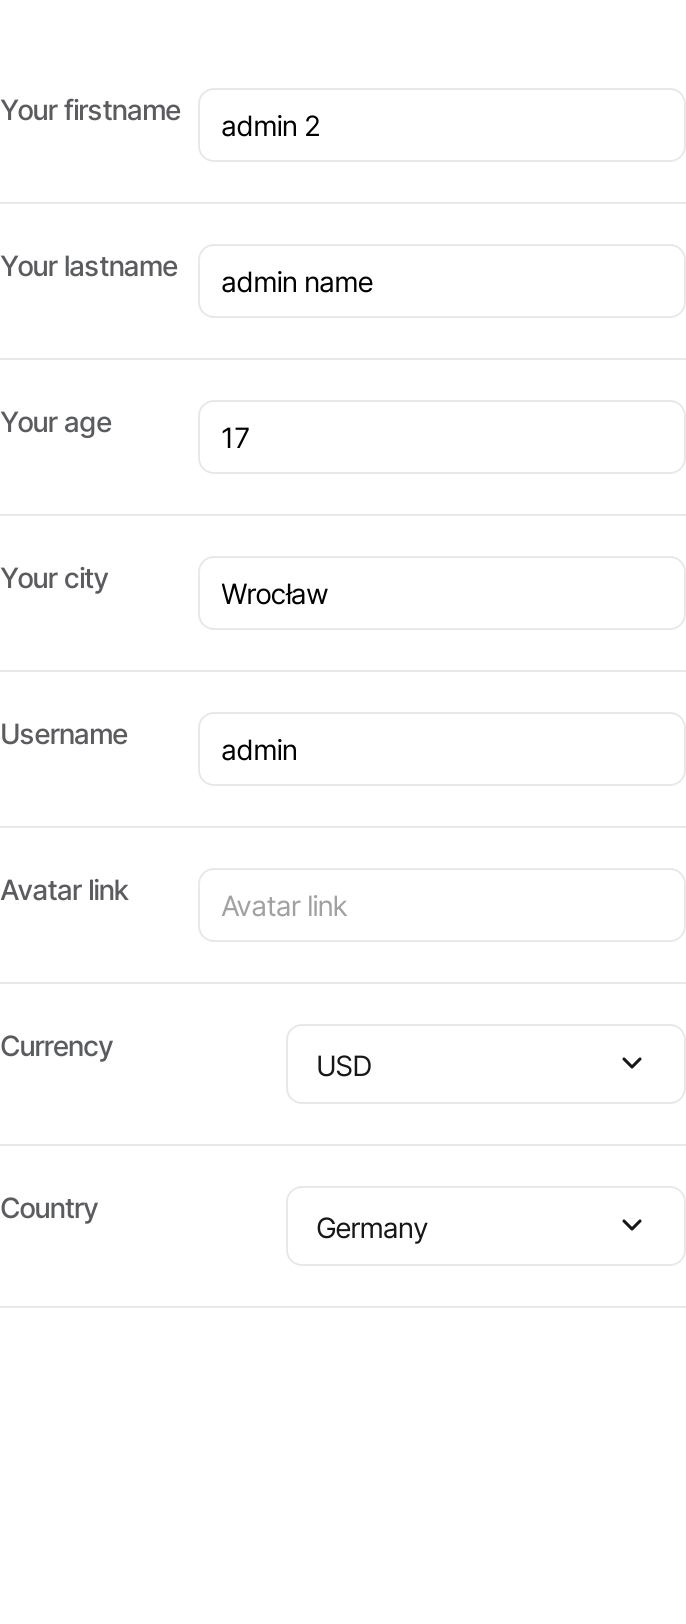 Your firstname
admin 2
Your lastname
admin name
Your age
17
Your city
Wrocław
Username
admin
Avatar link
Avatar link
Currency
USD
Country
Germany